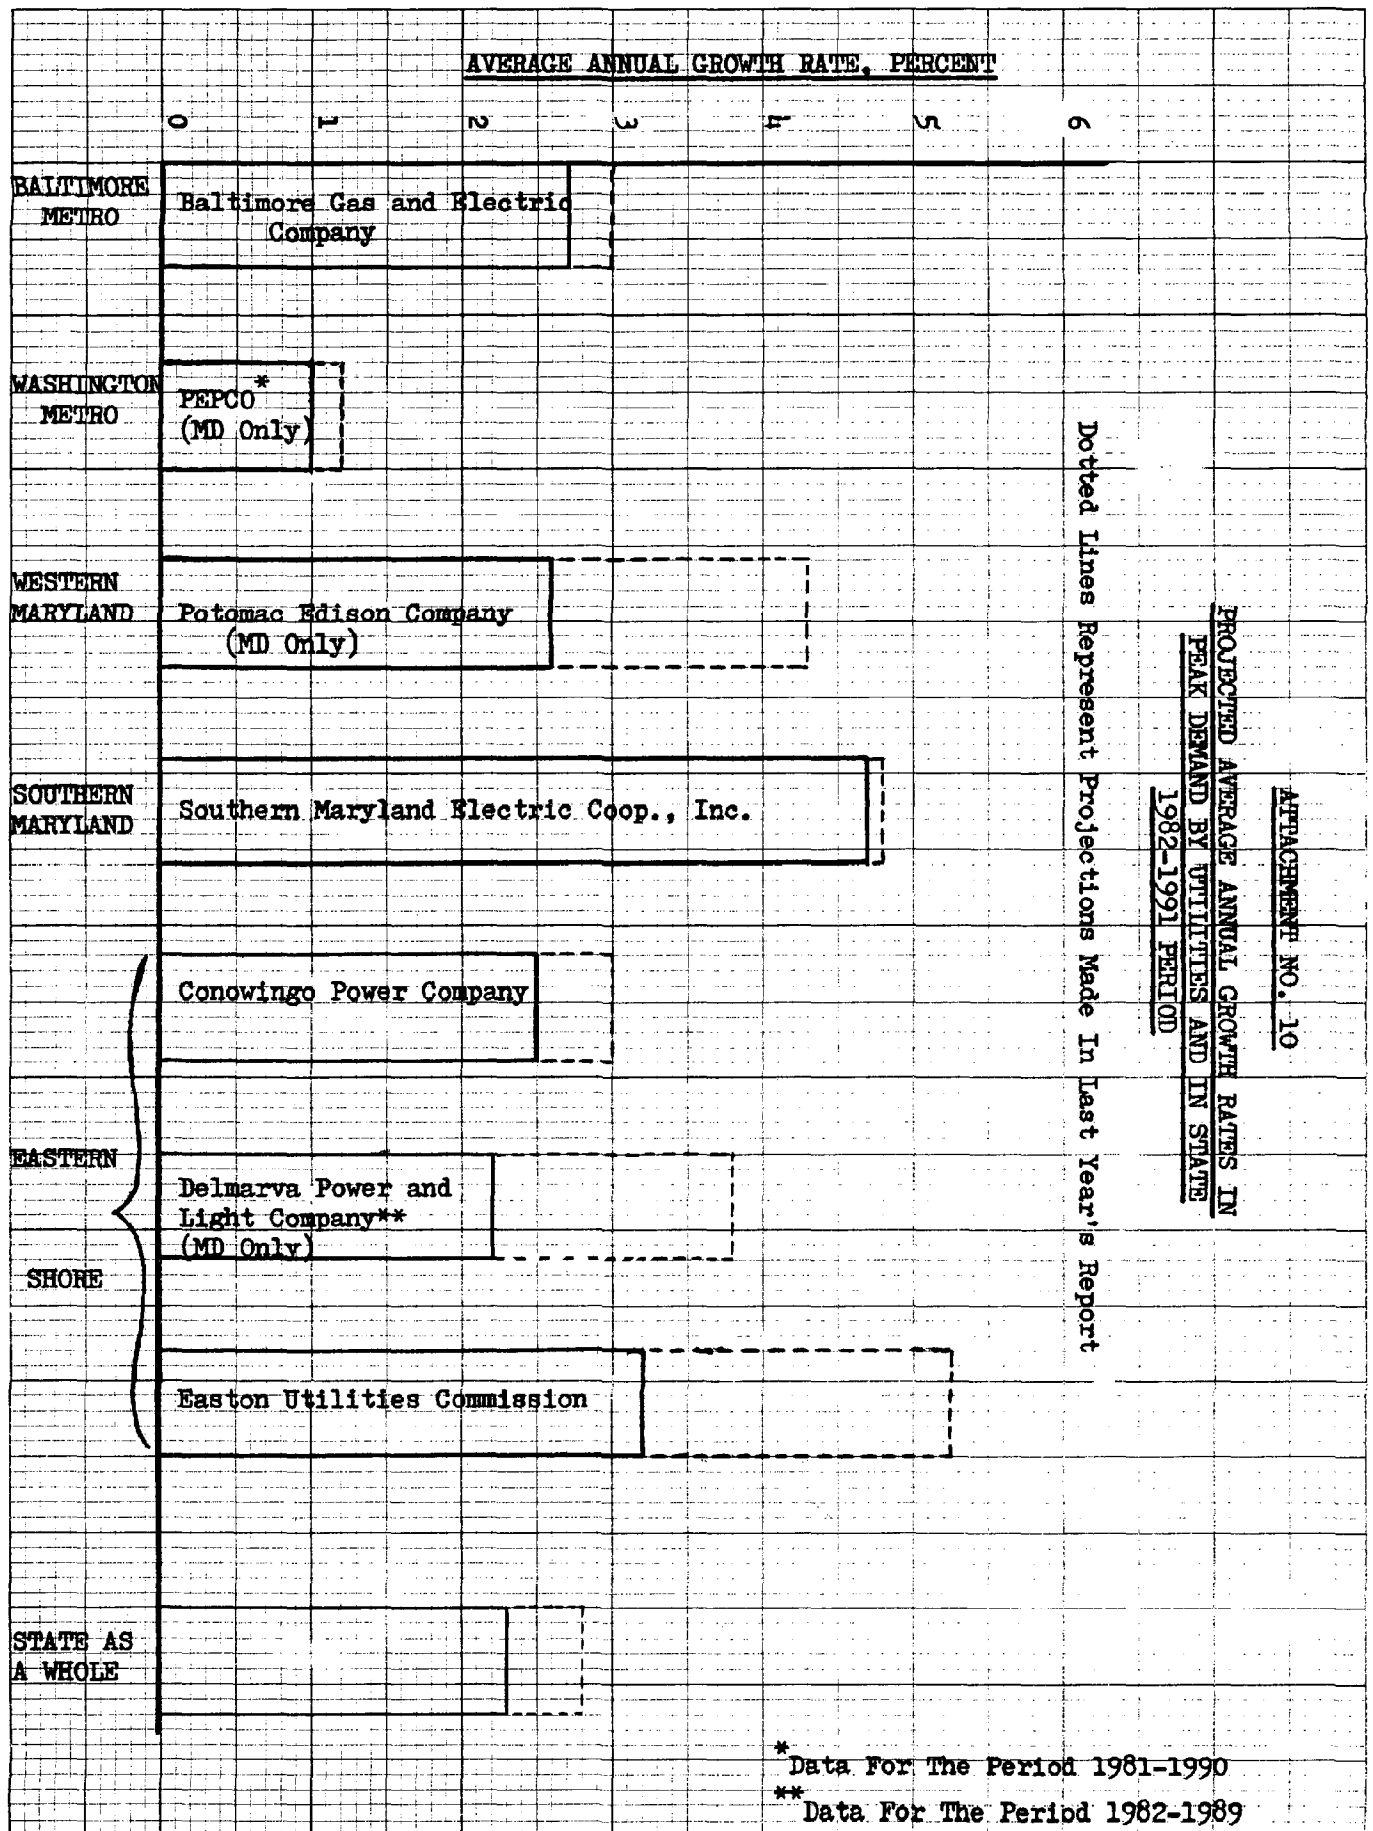 AVERAGE ANNUAL GROWTH RATE, PERCENT
0 1 2 3 4 5 6
BALTIMORE
METRO
Baltimore Gas and Electric
Company
WASHINGTON
METRO
PEPCO*
(MD Only)
WESTERN
MARYLAND
Potomac Edison Company
(MD Only)
SOUTHERN
MARYLAND
Southern Maryland Electric Coop., Inc.
EASTERN
SHORE
Conowingo Power Company
Delmarva Power and
Light Company**
(MD Only)
Easton Utilities Commission
STATE AS
A WHOLE
ATTACHMENT NO. 10
PROJECTED AVERAGE ANNUAL GROWTH RATES IN
PEAK DEMAND BY UTILITIES AND IN STATE
1982-1991 PERIOD
Dotted Lines Represent Projections Made In Last Year's Report
*Data For The Period 1981-1990
**Data For The Period 1982-1989